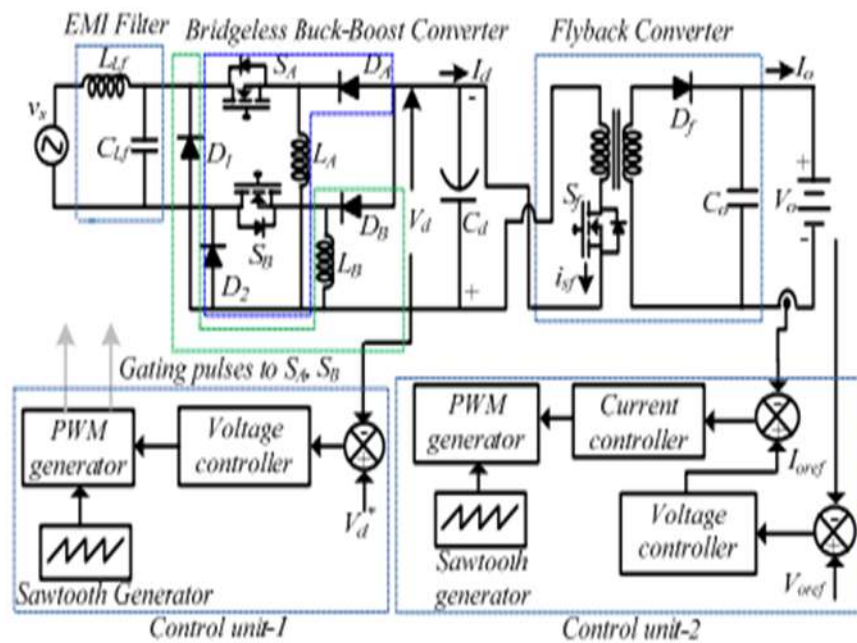 EMI Filter
Bridgeless Buck-Boost Converter
Flyback Converter
L_Lf
S_A
D_A
I_d
I_o
v_s
C_Lf
D_1
L_A
D_f
S_f
C_o
V_o
+
-
S_B
D_B
V_d
C_d
-
+
D_2
L_B
i_sf
Gating pulses to S_A, S_B
PWM generator
Voltage controller
-
+
V_d*
Sawtooth Generator
Control unit-1
PWM generator
Current controller
-
+
I_oref
Sawtooth generator
Voltage controller
-
+
V_oref
Control unit-2